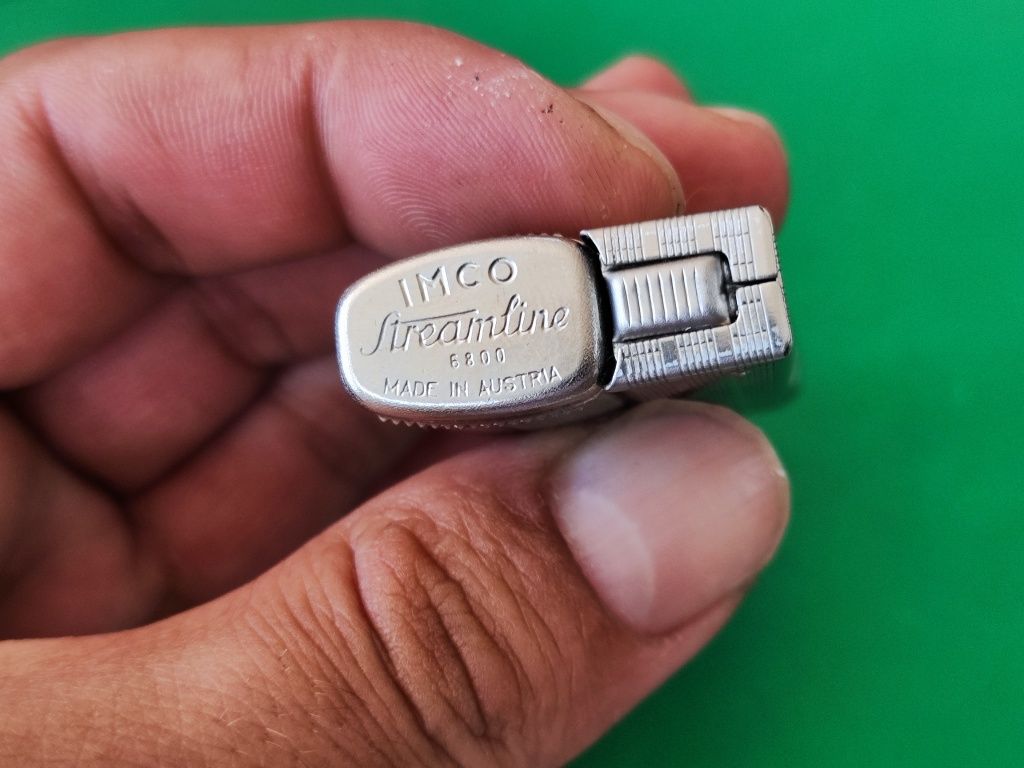 IMCO
Streamline
6800
MADE IN AUSTRIA